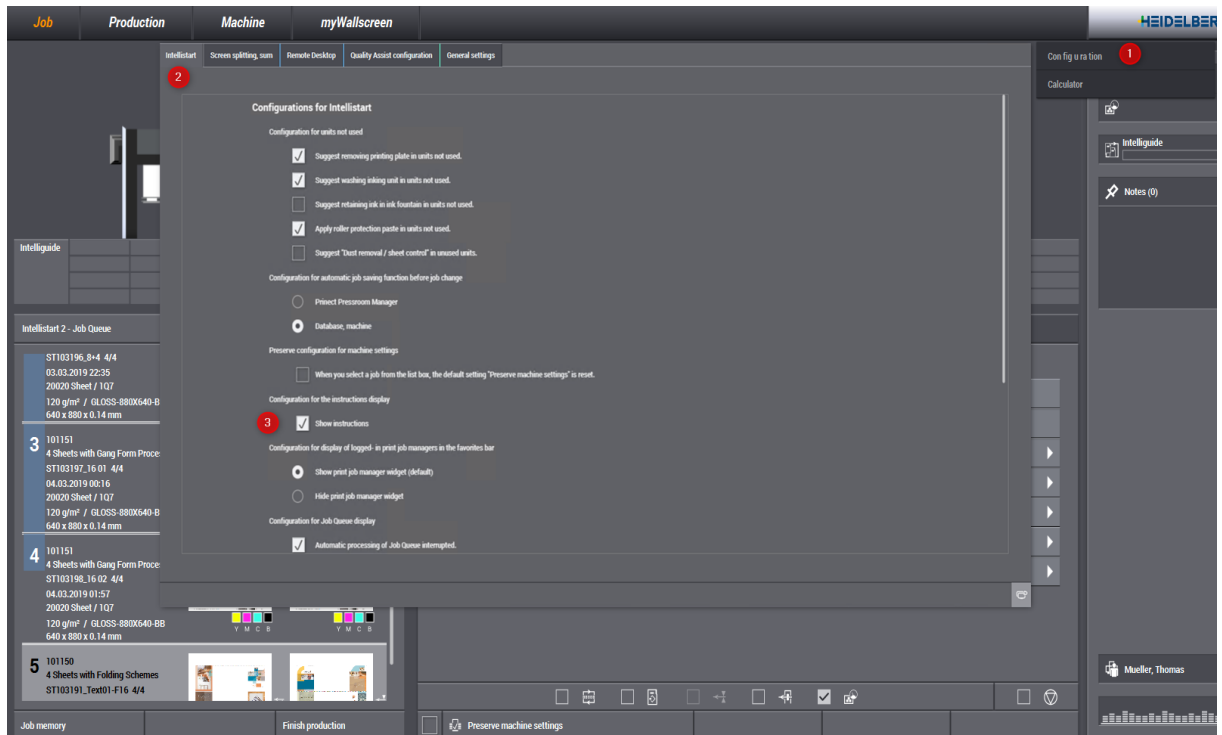 Job Production Machine myWallscreen
HEIDELBER
Intellistart Screen splitting, sum Remote Desktop Quality Assist configuration General settings
2
Configuration 1
Calculator
Configurations for Intellistart
Configuration for units not used
Suggest removing printing plate in units not used.
Suggest washing inking unit in units not used.
Suggest retaining ink in ink fountain in units not used.
Apply roller protection paste in units not used.
Suggest "Dust removal / sheet control" in unused units.
Configuration for automatic job saving function before job change
Prinect Pressroom Manager
Database, machine
Preserve configuration for machine settings
When you select a job from the list box, the default setting "Preserve machine settings" is reset.
Configuration for the instructions display
3 Show instructions
Configuration for display of logged- in print job managers in the favorites bar
Show print job manager widget (default)
Hide print job manager widget
Configuration for Job Queue display
Automatic processing of Job Queue interrupted.
Intelliguide
Notes (0)
Mueller, Thomas
Intelliguide
Intellistart 2 - Job Queue
ST103196_8+4 4/4
03.03.2019 22:35
20020 Sheet / 1Q7
120 g/m² / GLOSS-880X640-B
640 x 880 x 0.14 mm
3 101151
4 Sheets with Gang Form Proce
ST103197_16 01 4/4
04.03.2019 00:16
20020 Sheet / 1Q7
120 g/m² / GLOSS-880X640-B
640 x 880 x 0.14 mm
4 101151
4 Sheets with Gang Form Proce
ST103198_16 02 4/4
04.03.2019 01:57
20020 Sheet / 1Q7
120 g/m² / GLOSS-880X640-BB
640 x 880 x 0.14 mm
Y M C B Y M C B
5 101150
4 Sheets with Folding Schemes
ST103191_Text01-F16 4/4
Job memory Finish production Preserve machine settings